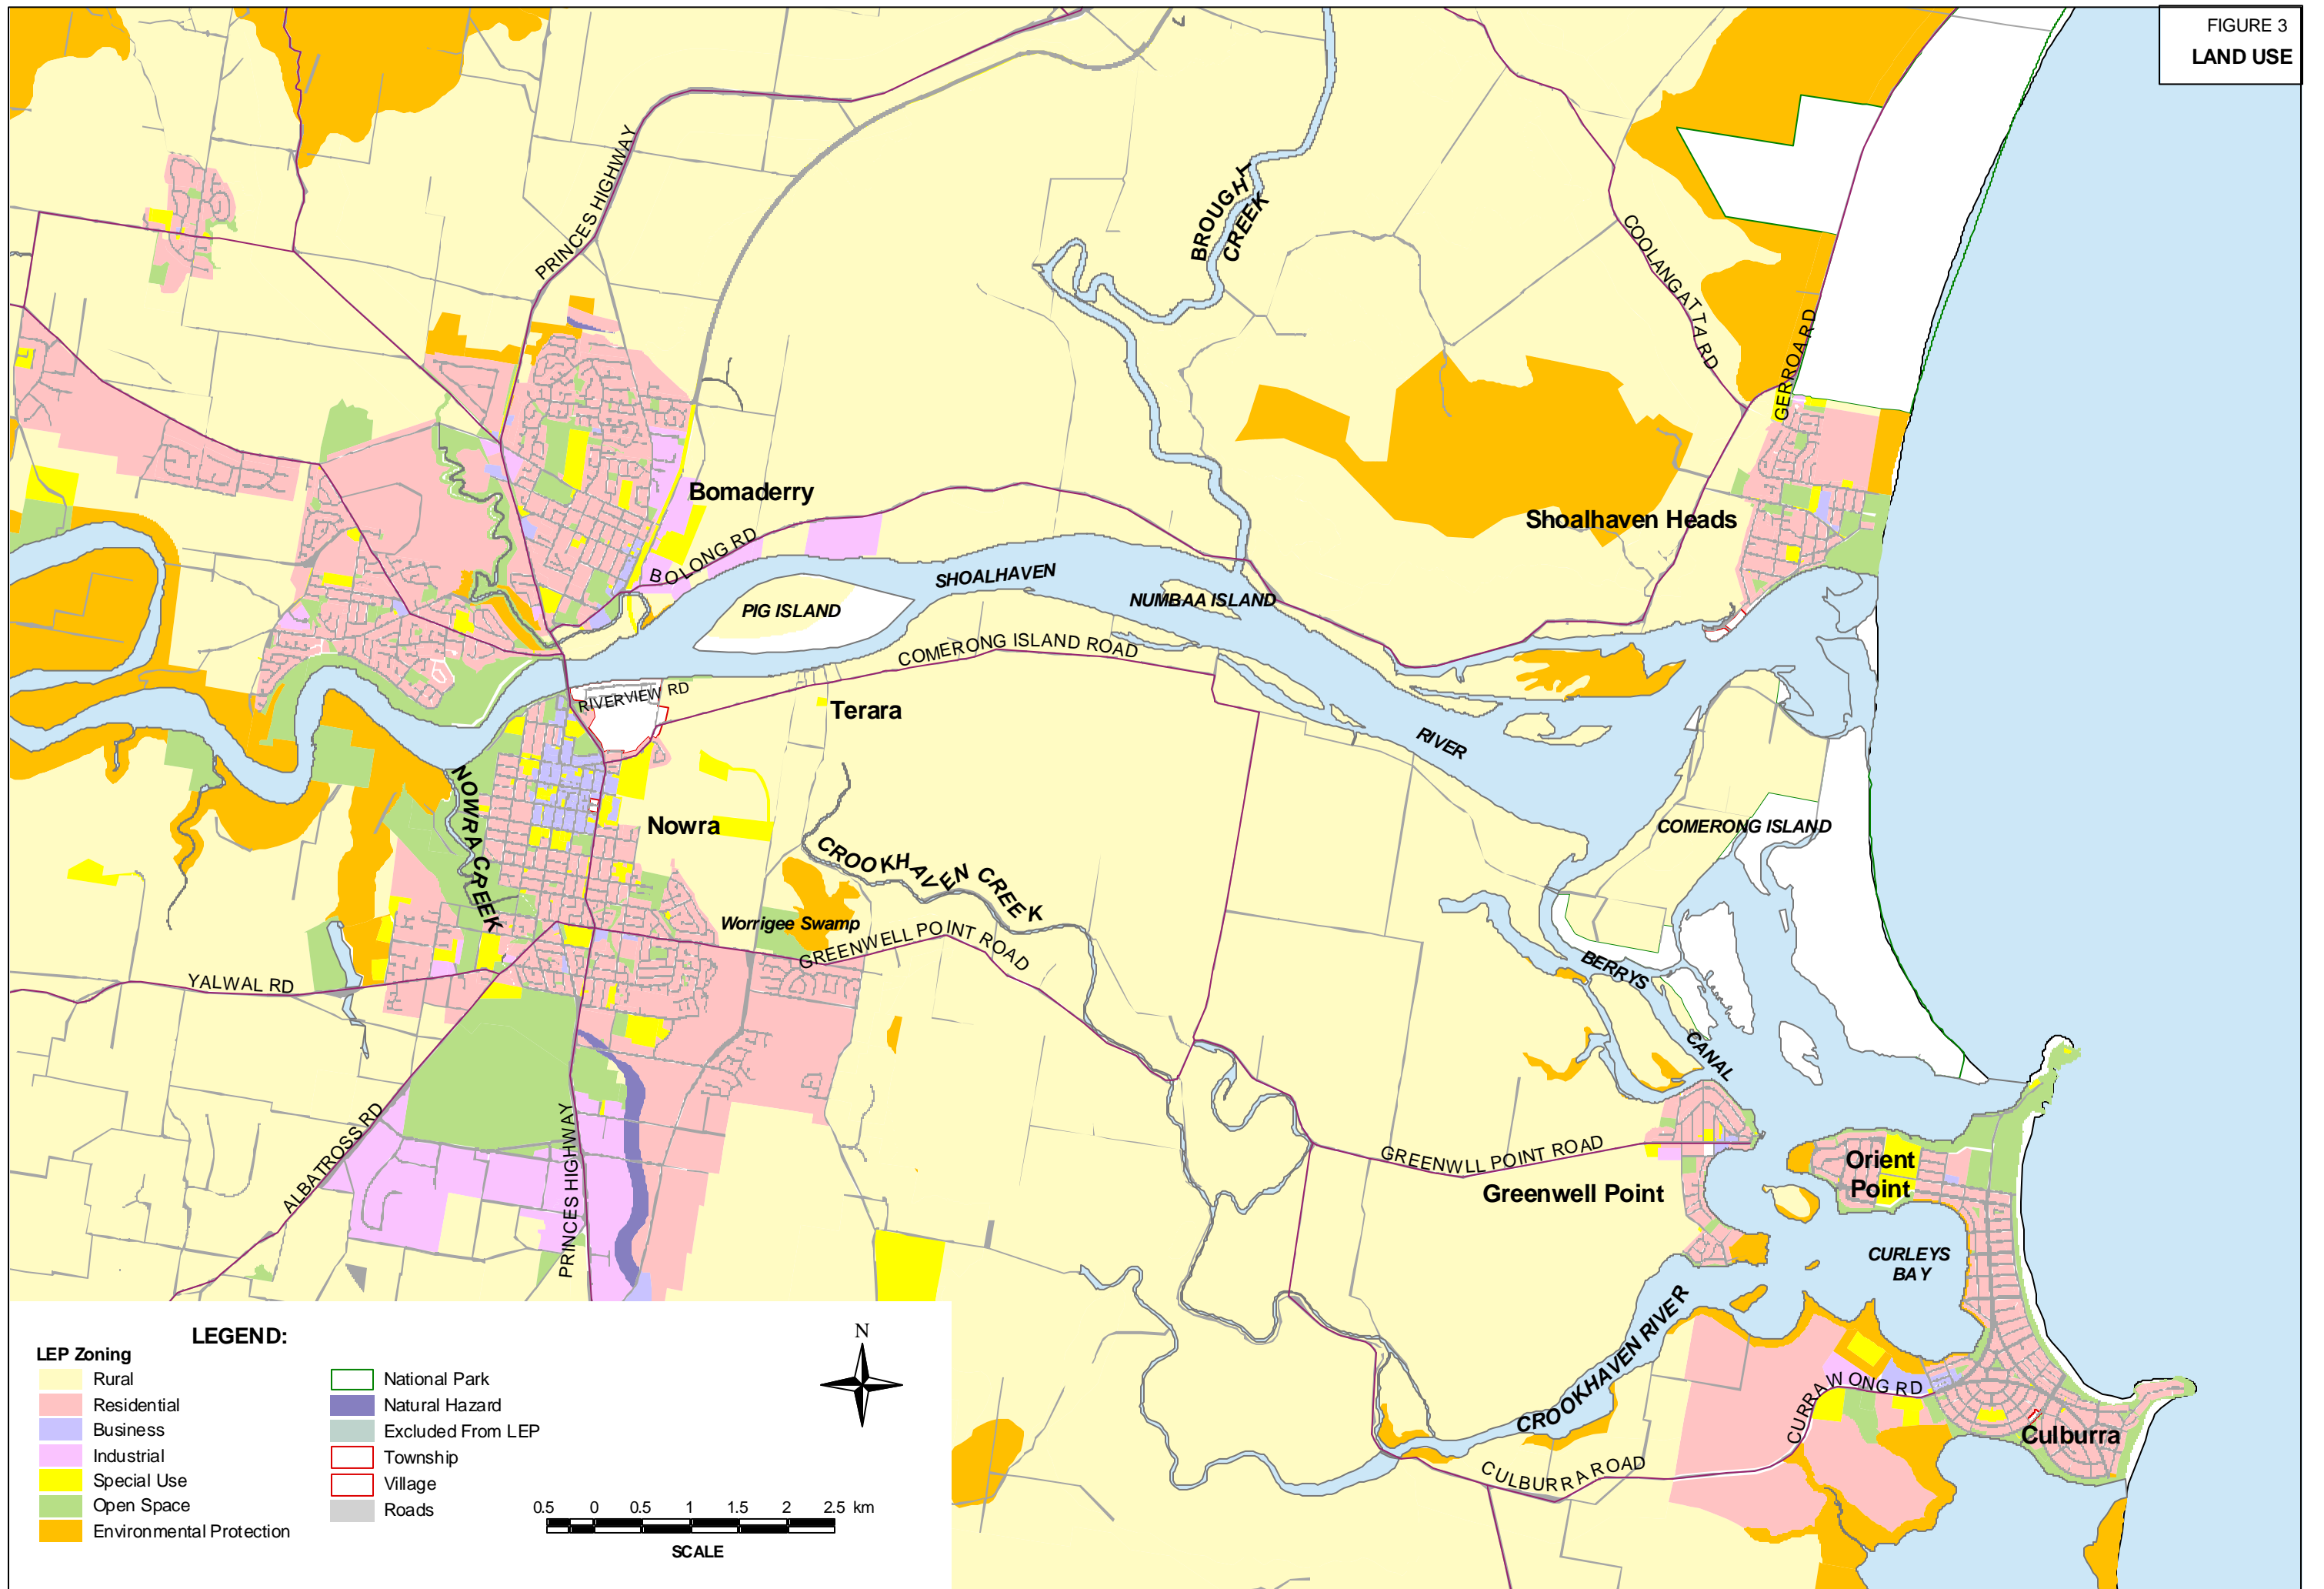 FIGURE 3
LAND USE
PRINCES HIGHWAY
BROUGHT
CREEK
COOLANGATTA RD
GERROA RD
Bomaderry
BOLONG RD
Shoalhaven Heads
SHOALHAVEN
PIG ISLAND
NUMBAA ISLAND
COMERONG ISLAND ROAD
RIVERVIEW RD
Terara
RIVER
NOWRA CREEK
Nowra
COMERONG ISLAND
CROOKHAVEN CREEK
Worrigee Swamp
GREENWELL POINT ROAD
YALWAL RD
BERRYS
CANAL
ALBATROSS RD
PRINCES HIGHWAY
GREENWLL POINT ROAD
Greenwell Point
Orient
Point
CURLEYS
BAY
CROOKHAVEN RIVER
CURRAWONG RD
Culburra
CULBURRA ROAD
LEGEND:
LEP Zoning
Rural
Residential
Business
Industrial
Special Use
Open Space
Environmental Protection
National Park
Natural Hazard
Excluded From LEP
Township
Village
Roads
N
0.5 0 0.5 1 1.5 2 2.5 km
SCALE